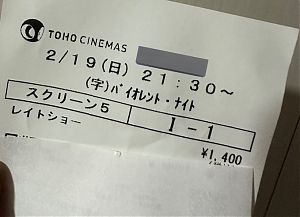 TOHO CINEMAS
2/19(日) 21:30～
(字)バイオレント・ナイト
スクリーン5 I-1
レイトショー ¥1,400